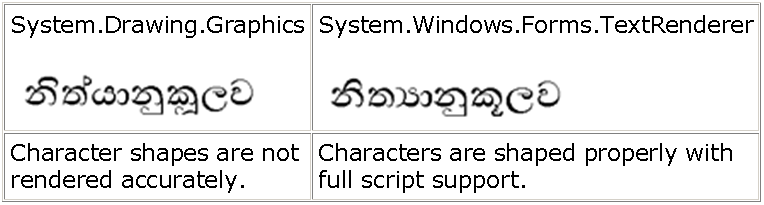 System.Drawing.Graphics
නිත්යානුකූලව
System.Windows.Forms.TextRenderer
නිත්‍යානුකූලව
Character shapes are not
rendered accurately.
Characters are shaped properly with
full script support.